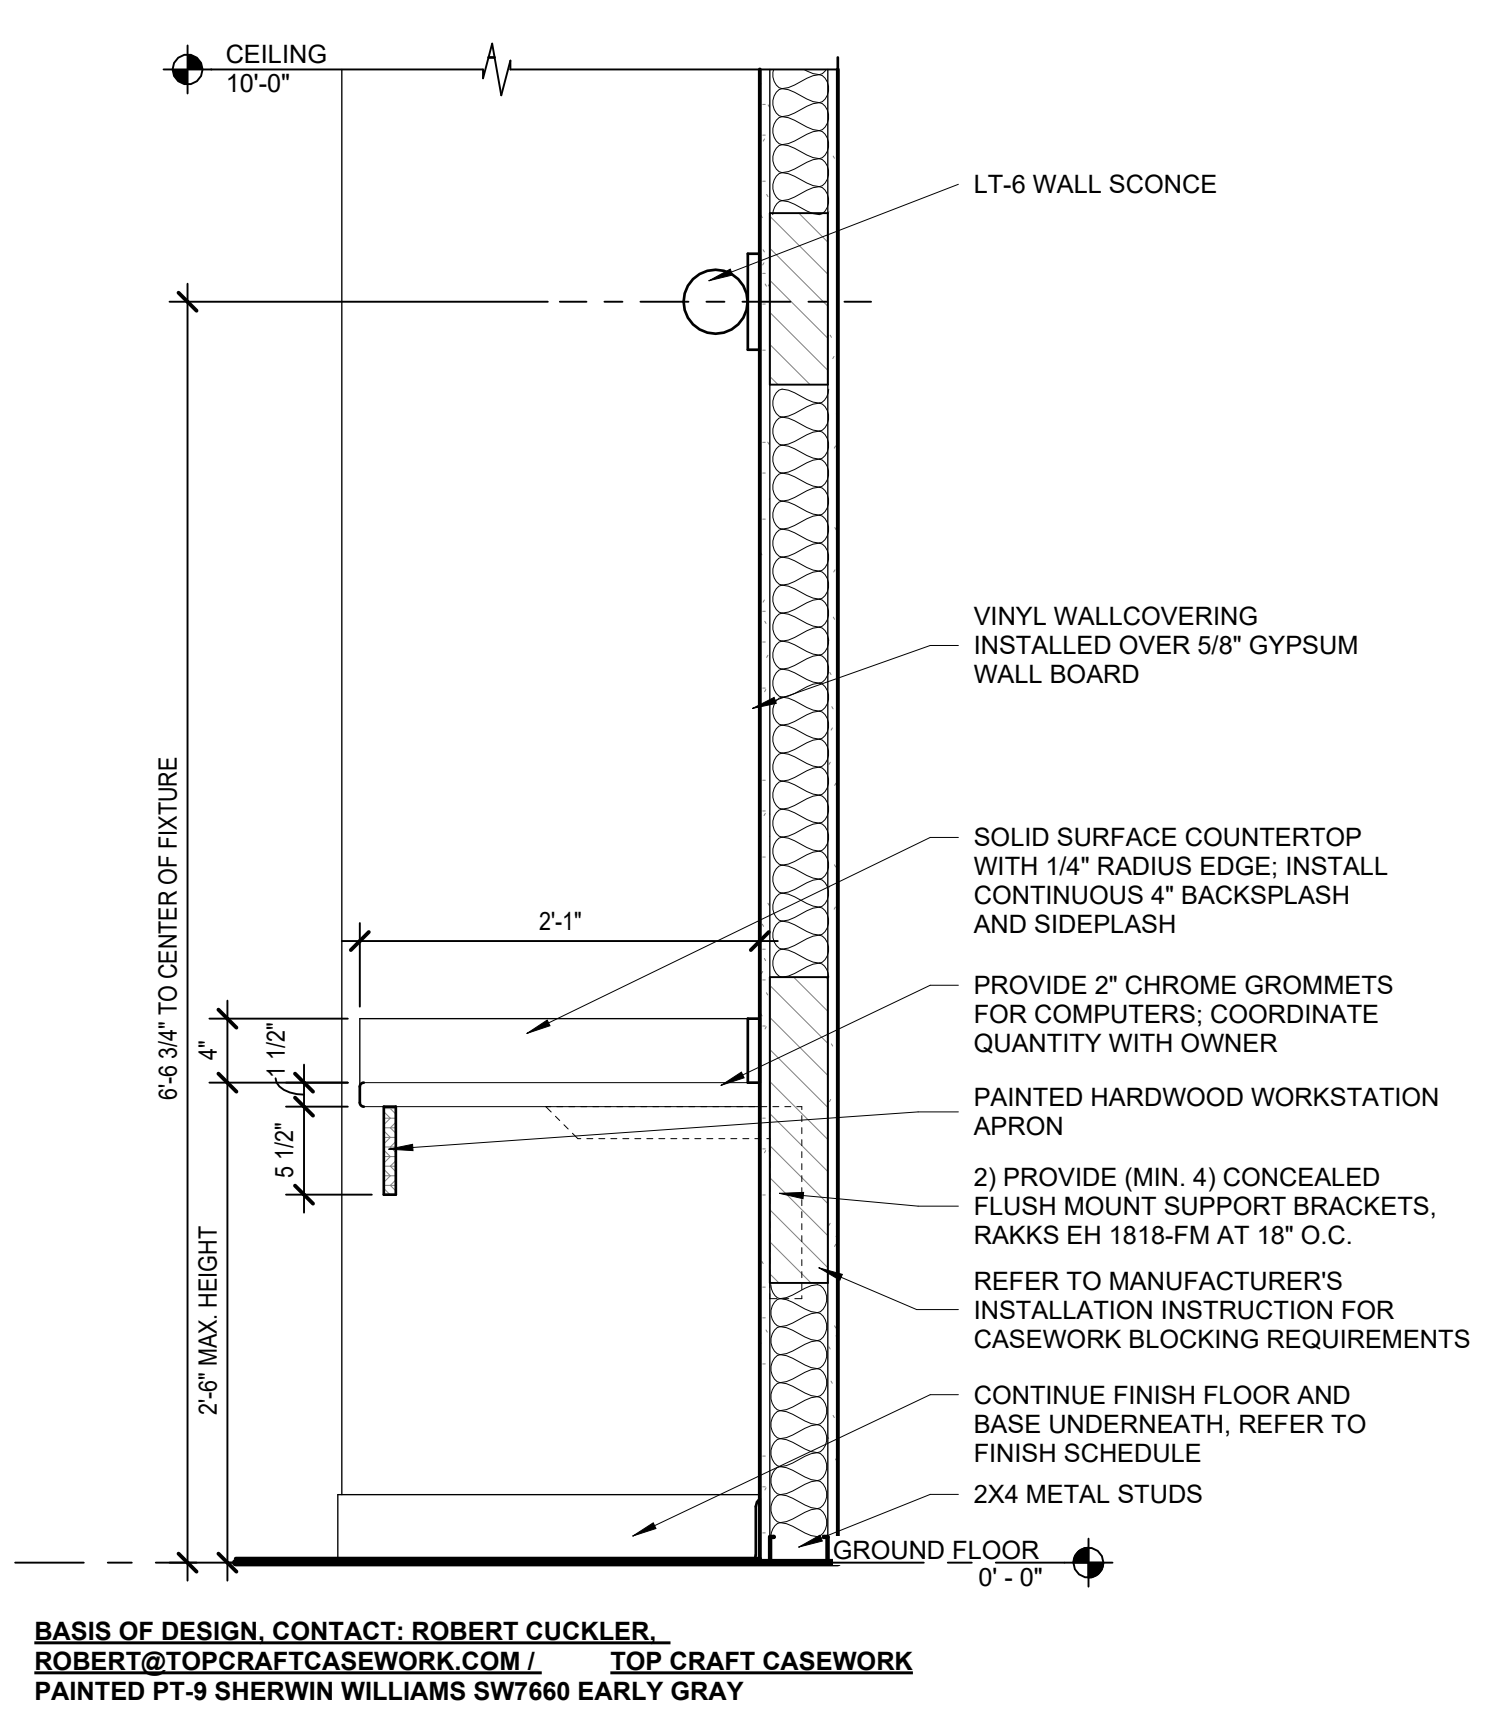 CEILING
10'-0"
LT-6 WALL SCONCE
VINYL WALLCOVERING
INSTALLED OVER 5/8" GYPSUM
WALL BOARD
6'-6 3/4" TO CENTER OF FIXTURE
SOLID SURFACE COUNTERTOP
WITH 1/4" RADIUS EDGE; INSTALL
CONTINUOUS 4" BACKSPLASH
AND SIDEPLASH
2'-1"
PROVIDE 2" CHROME GROMMETS
FOR COMPUTERS; COORDINATE
QUANTITY WITH OWNER
4"
1 1/2"
PAINTED HARDWOOD WORKSTATION
APRON
5 1/2"
2) PROVIDE (MIN. 4) CONCEALED
FLUSH MOUNT SUPPORT BRACKETS,
RAKKS EH 1818-FM AT 18" O.C.
2'-6" MAX. HEIGHT
REFER TO MANUFACTURER'S
INSTALLATION INSTRUCTION FOR
CASEWORK BLOCKING REQUIREMENTS
CONTINUE FINISH FLOOR AND
BASE UNDERNEATH, REFER TO
FINISH SCHEDULE
2X4 METAL STUDS
GROUND FLOOR
0' - 0"
BASIS OF DESIGN, CONTACT: ROBERT CUCKLER,
ROBERT@TOPCRAFTCASEWORK.COM / TOP CRAFT CASEWORK
PAINTED PT-9 SHERWIN WILLIAMS SW7660 EARLY GRAY